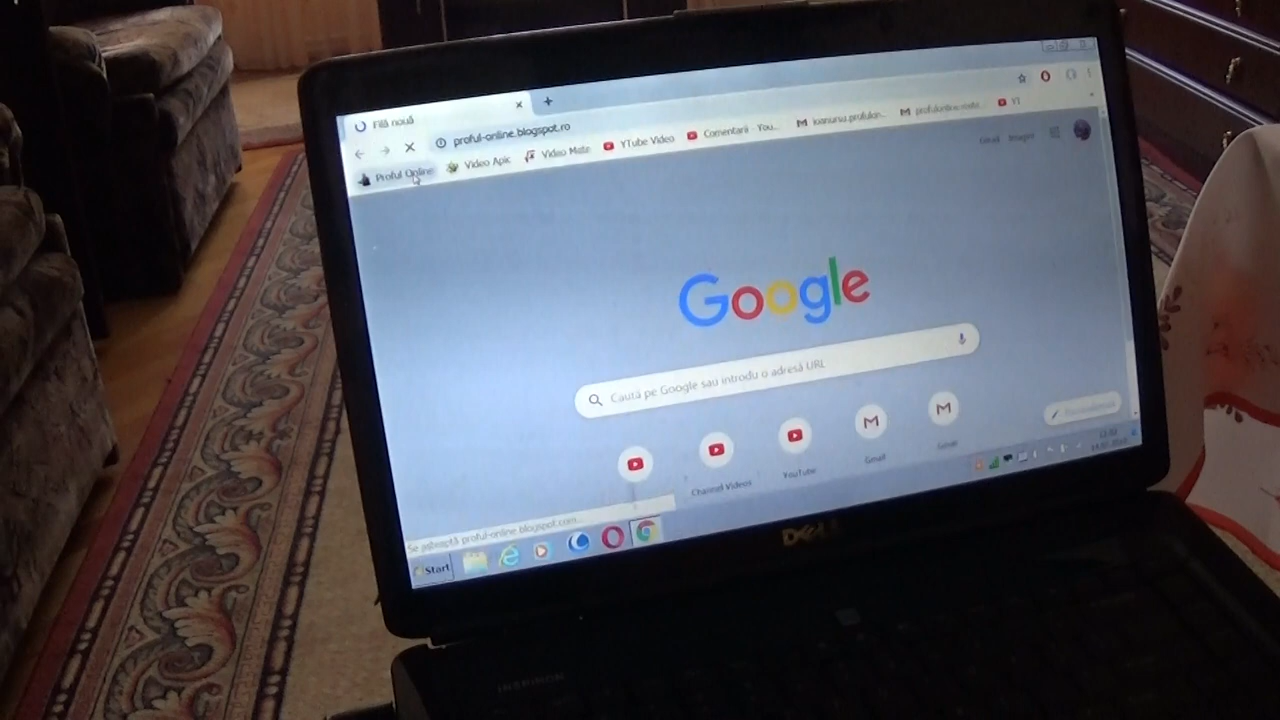 Filă nouă
proful-online.blogspot.ro
Proful Online Video Apic Video Mate YTube Video Comentarii - You... YT
Gmail Imagini
Google
Caută pe Google sau introdu o adresă URL
Channel Videos YouTube Gmail Gmail
Se așteaptă proful-online.blogspot.com...
Start
DELL